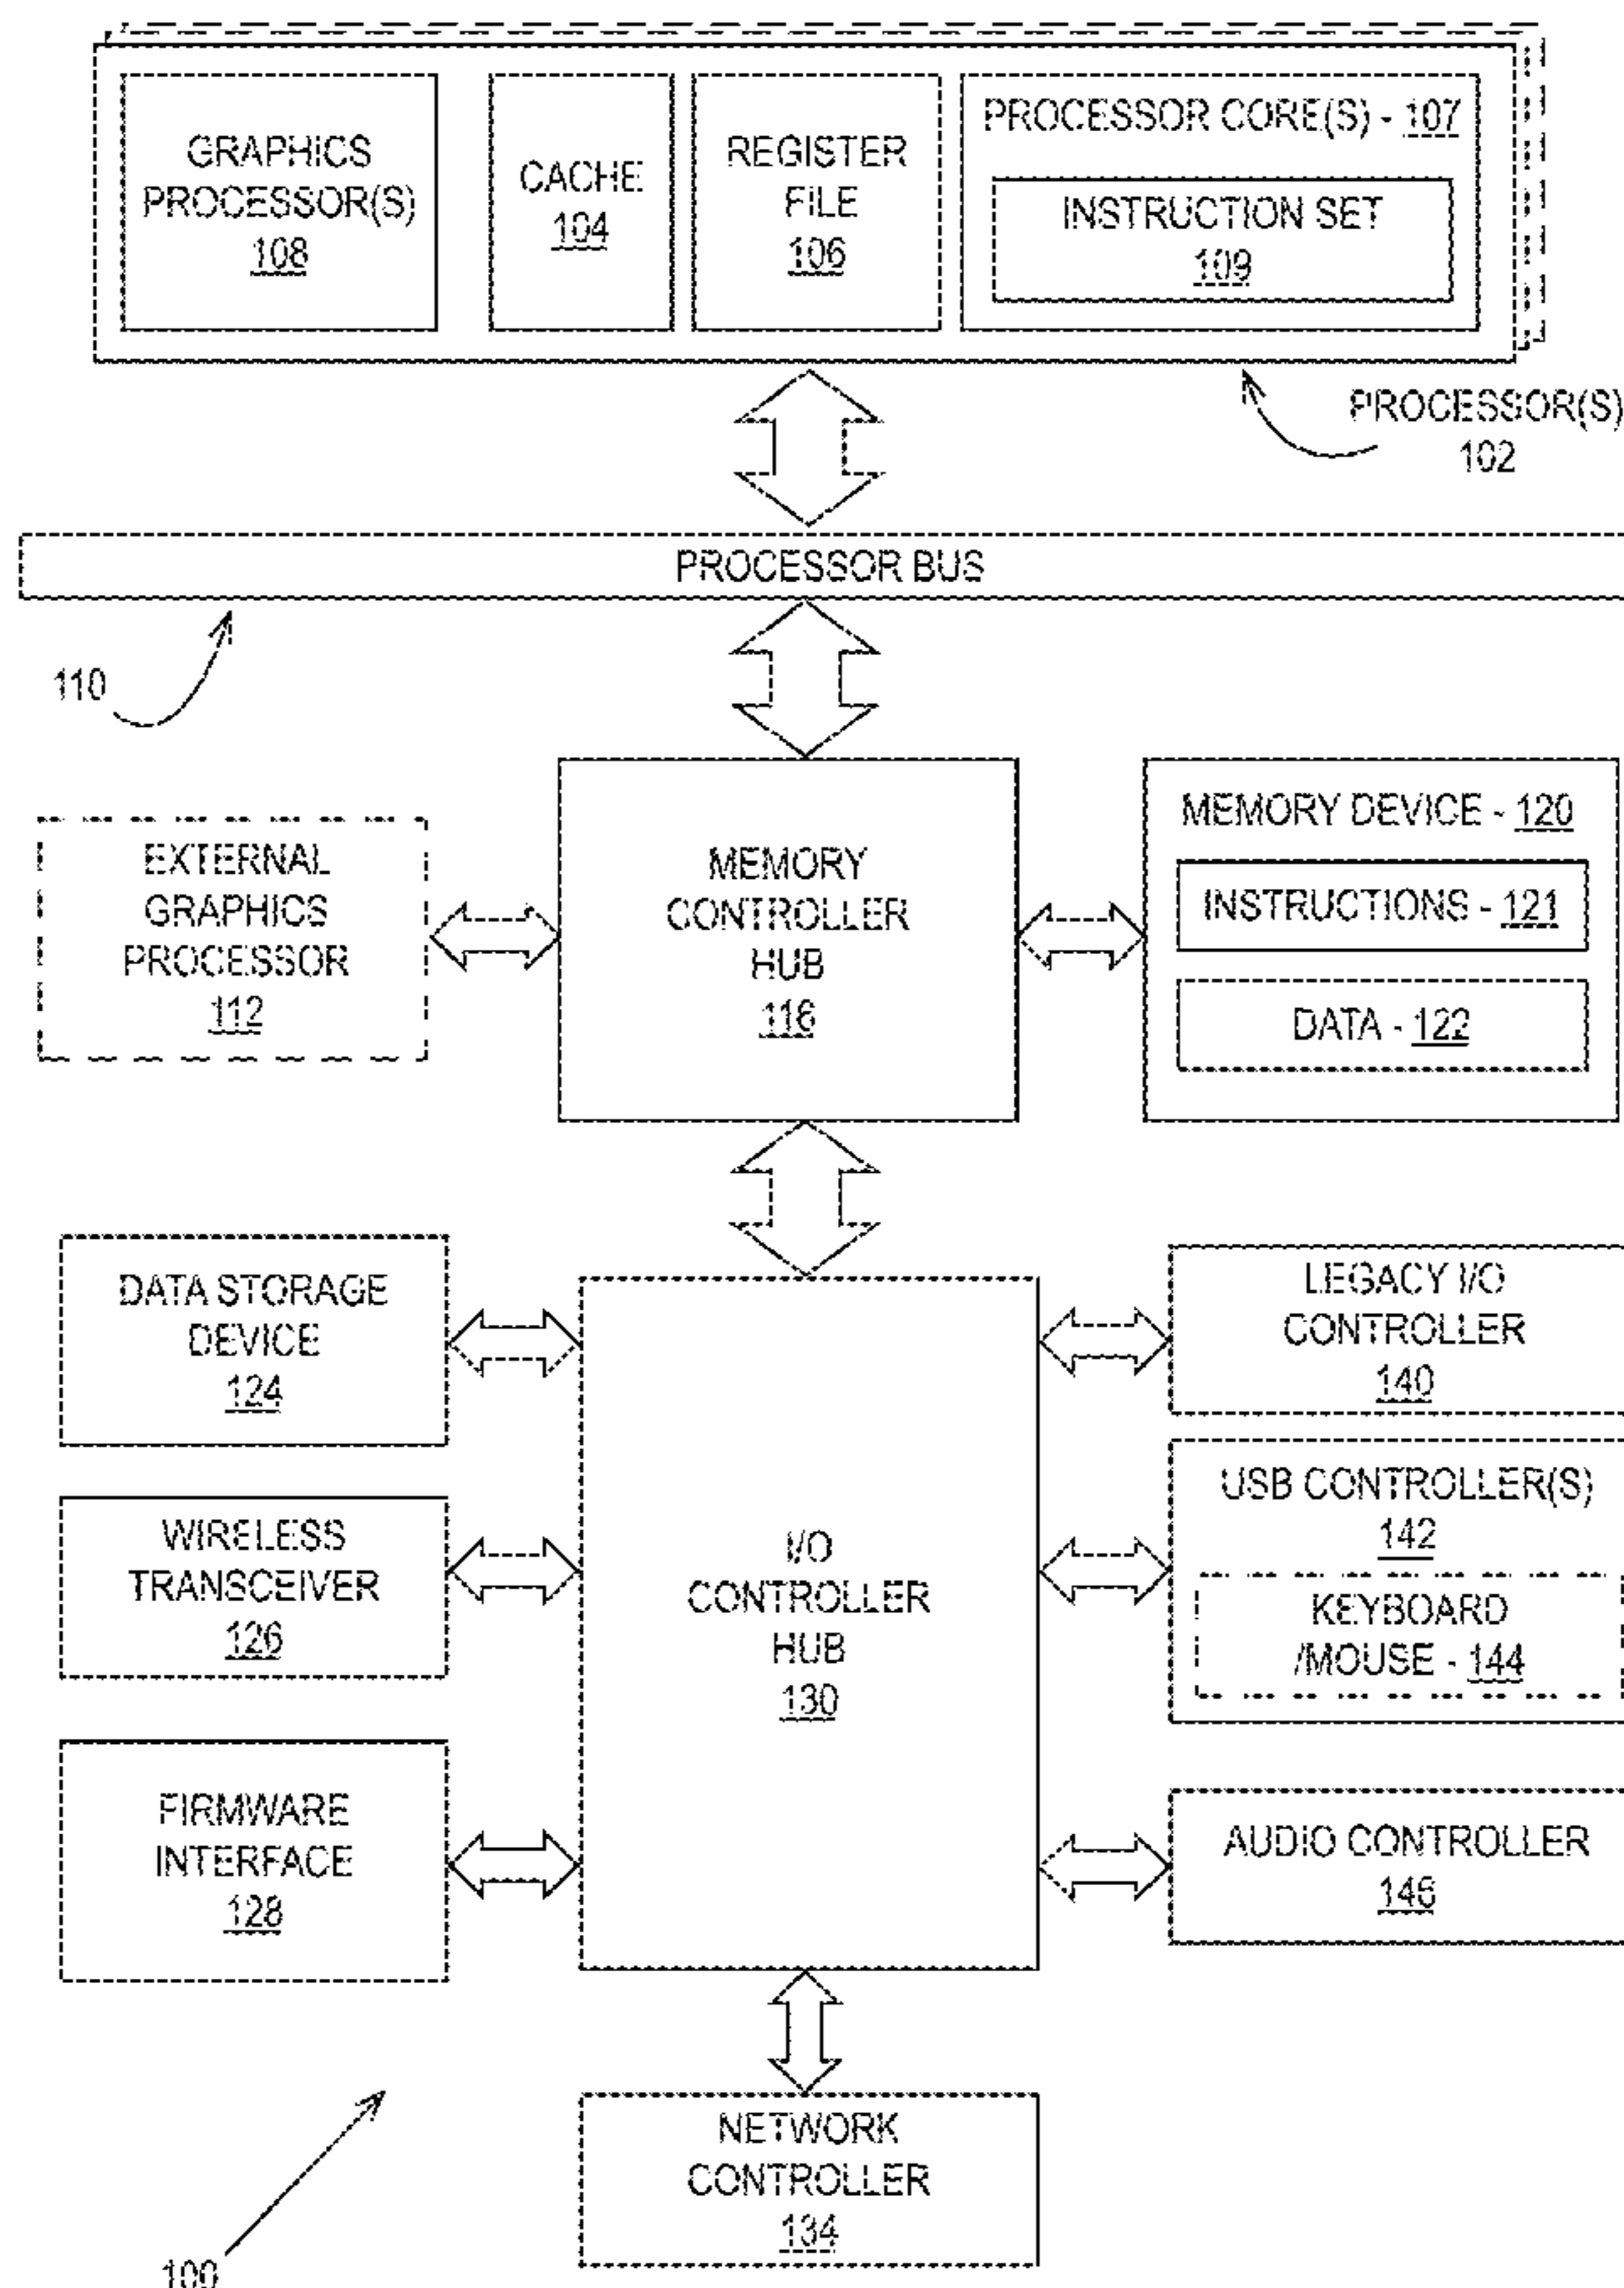 GRAPHICS
PROCESSOR(S)
108
CACHE
104
REGISTER
FILE
106
PROCESSOR CORE(S) - 107
INSTRUCTION SET
109
PROCESSOR(S)
102
PROCESSOR BUS
110
EXTERNAL
GRAPHICS
PROCESSOR
112
MEMORY
CONTROLLER
HUB
116
MEMORY DEVICE - 120
INSTRUCTIONS - 121
DATA - 122
DATA STORAGE
DEVICE
124
WIRELESS
TRANSCEIVER
126
FIRMWARE
INTERFACE
128
I/O
CONTROLLER
HUB
130
LEGACY I/O
CONTROLLER
140
USB CONTROLLER(S)
142
KEYBOARD
/MOUSE - 144
AUDIO CONTROLLER
146
NETWORK
CONTROLLER
134
100